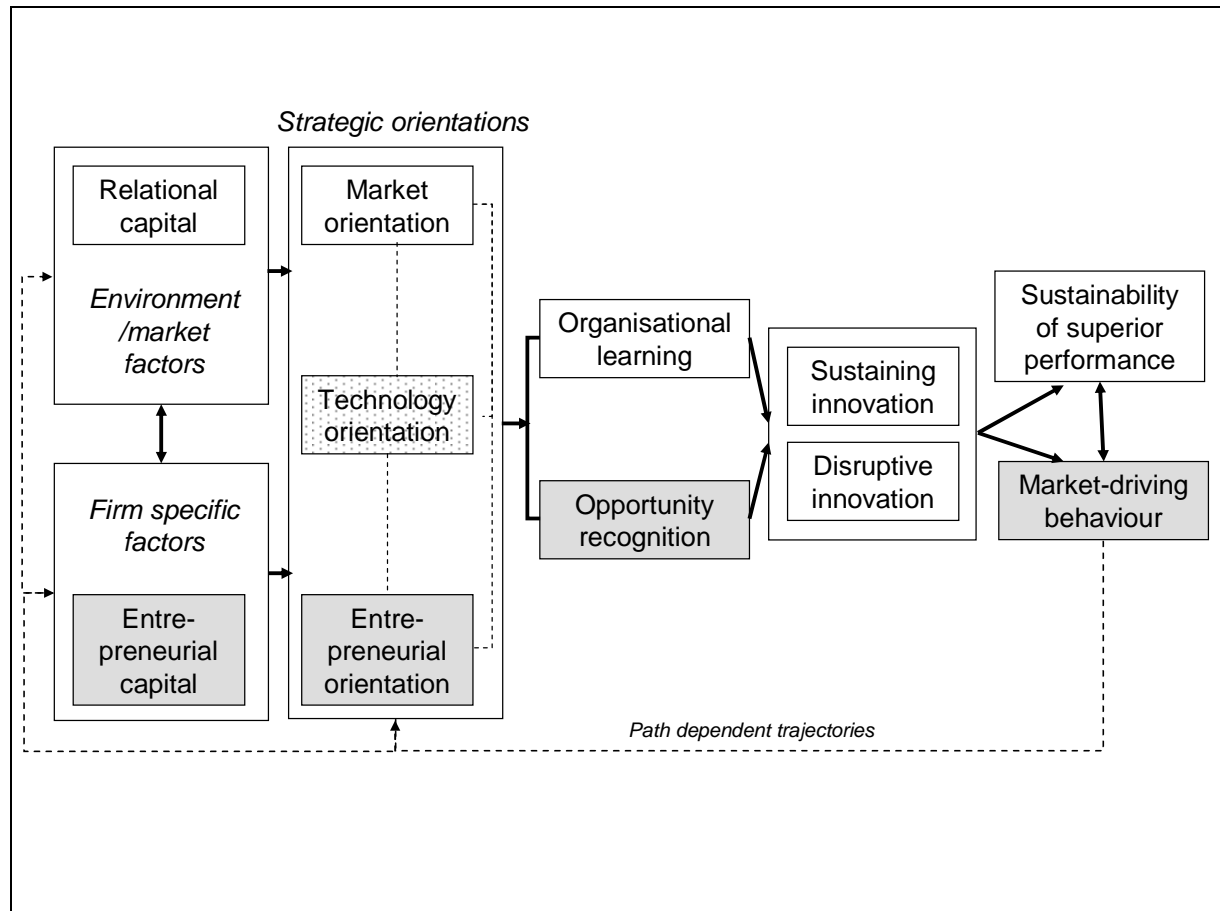 Strategic orientations
Relational
capital
Environment
/market
factors
Firm specific
factors
Entre-
preneurial
capital
Market
orientation
Technology
orientation
Entre-
preneurial
orientation
Organisational
learning
Opportunity
recognition
Sustaining
innovation
Disruptive
innovation
Sustainability
of superior
performance
Market-driving
behaviour
Path dependent trajectories